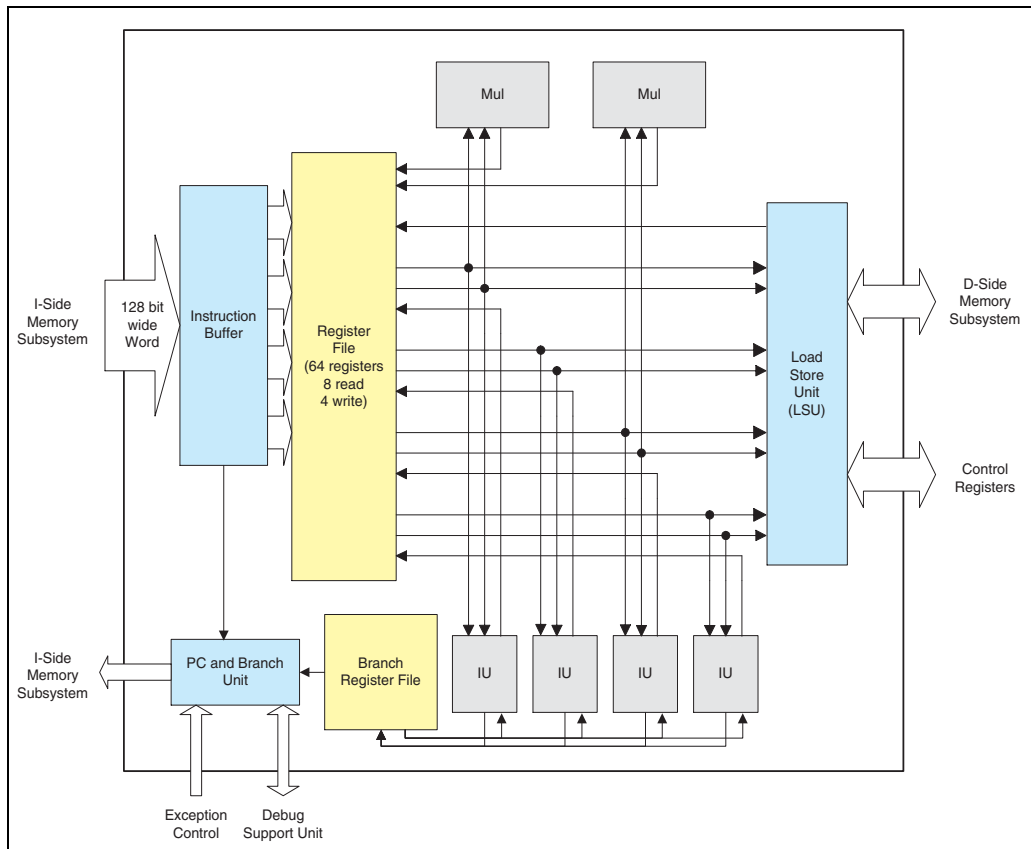 Mul
Mul
I-Side
Memory
Subsystem
128 bit
wide
Word
Instruction
Buffer
Register
File
(64 registers
8 read
4 write)
Load
Store
Unit
(LSU)
D-Side
Memory
Subsystem
Control
Registers
I-Side
Memory
Subsystem
PC and Branch
Unit
Branch
Register File
IU
IU
IU
IU
Exception
Control
Debug
Support Unit